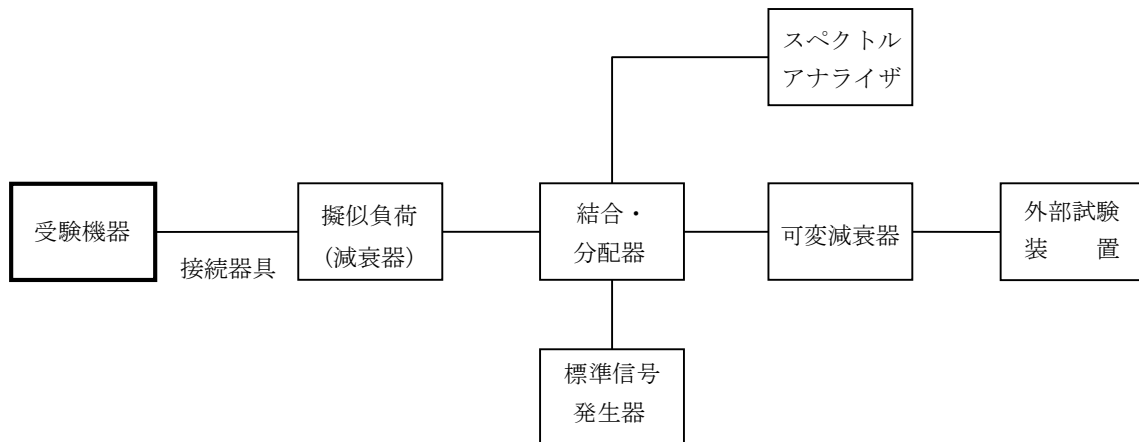 スペクトル
アナライザ
受験機器
接続器具
擬似負荷
(減衰器)
結合・
分配器
可変減衰器
外部試験
装　　置
標準信号
発生器